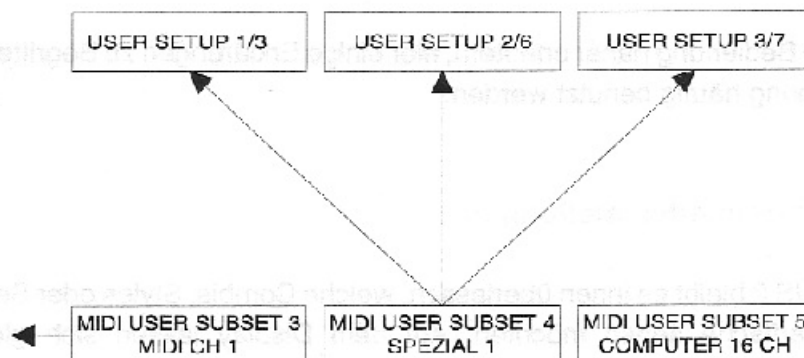 USER SETUP 1/3
USER SETUP 2/6
USER SETUP 3/7
MIDI USER SUBSET 3
MIDI CH 1
MIDI USER SUBSET 4
SPEZIAL 1
MIDI USER SUBSET 5
COMPUTER 16 CH